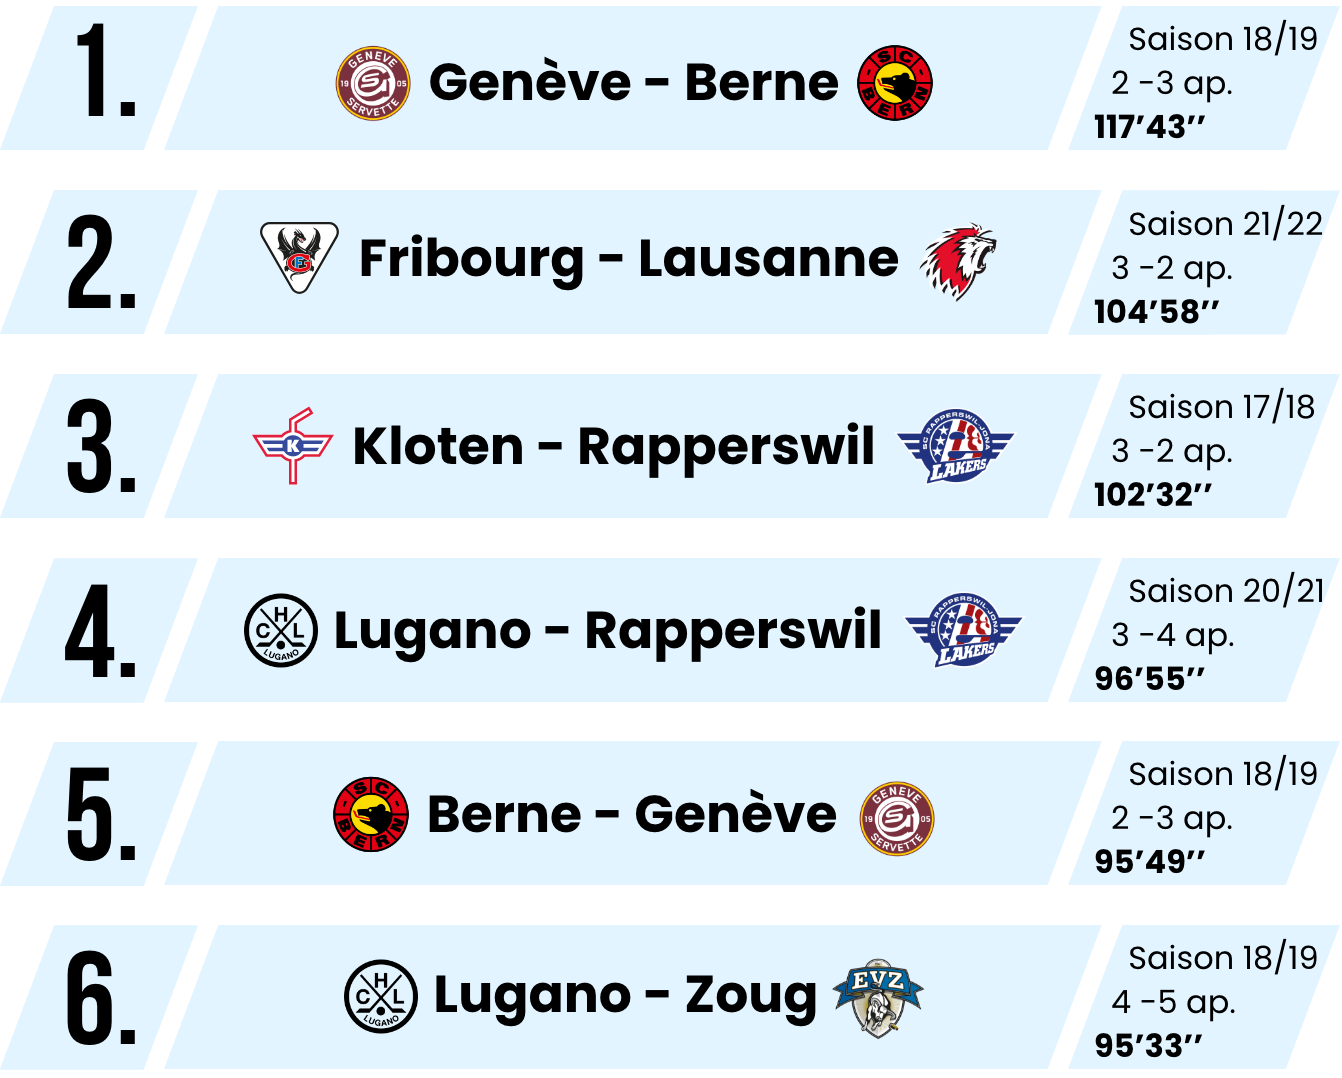 1.
GENEVE
19 05
SERVETTE
Genève - Berne
SC
BERN
Saison 18/19
2 -3 ap.
117’43’’
2.
Fribourg - Lausanne
Saison 21/22
3 -2 ap.
104’58’’
3.
K
Kloten - Rapperswil
SC RAPPERSWIL-JONA
LAKERS
Saison 17/18
3 -2 ap.
102’32’’
4.
H
C L
LUGANO
Lugano - Rapperswil
SC RAPPERSWIL-JONA
LAKERS
Saison 20/21
3 -4 ap.
96’55’’
5.
SC
BERN
Berne - Genève
GENEVE
19 05
SERVETTE
Saison 18/19
2 -3 ap.
95’49’’
6.
H
C L
LUGANO
Lugano - Zoug
EVZ
Saison 18/19
4 -5 ap.
95’33’’